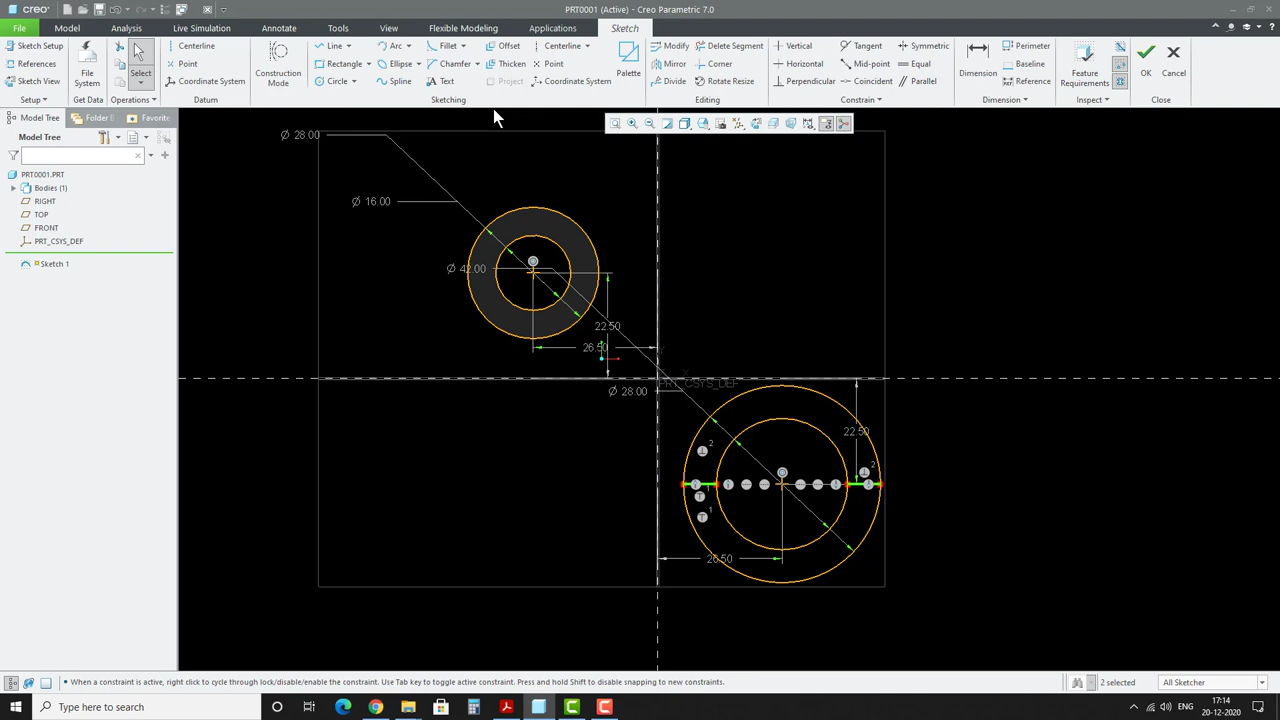 creo
PRT0001 (Active) - Creo Parametric 7.0
File Model Analysis Live Simulation Annotate Tools View Flexible Modeling Applications Sketch
Sketch Setup
References
Sketch View
Setup
File System
Get Data
Select
Operations
Centerline
Point
Coordinate System
Datum
Construction Mode
Line Arc Fillet Offset Centerline
Rectangle Ellipse Chamfer Thicken Point
Circle Spline Text Project Coordinate System
Palette
Sketching
Modify Delete Segment
Mirror Corner
Divide Rotate Resize
Editing
Vertical Tangent Symmetric
Horizontal Mid-point Equal
Perpendicular Coincident Parallel
Constrain
Dimension
Perimeter
Baseline
Reference
Dimension
Feature Requirements
Inspect
OK
Cancel
Close
Model Tree Folder Favorite
Model Tree
PRT0001.PRT
Bodies (1)
RIGHT
TOP
FRONT
PRT_CSYS_DEF
Sketch 1
Ø 28.00
Ø 16.00
Ø 42.00
22.50
26.50
PRT_CSYS_DEF
Ø 28.00
22.50
26.50
2
2
1
1
When a constraint is active, right click to cycle through lock/disable/enable the constraint. Use Tab key to toggle active constraint. Press and hold Shift to disable snapping to new constraints.
2 selected
All Sketcher
Type here to search
ENG
17:14
20-12-2020